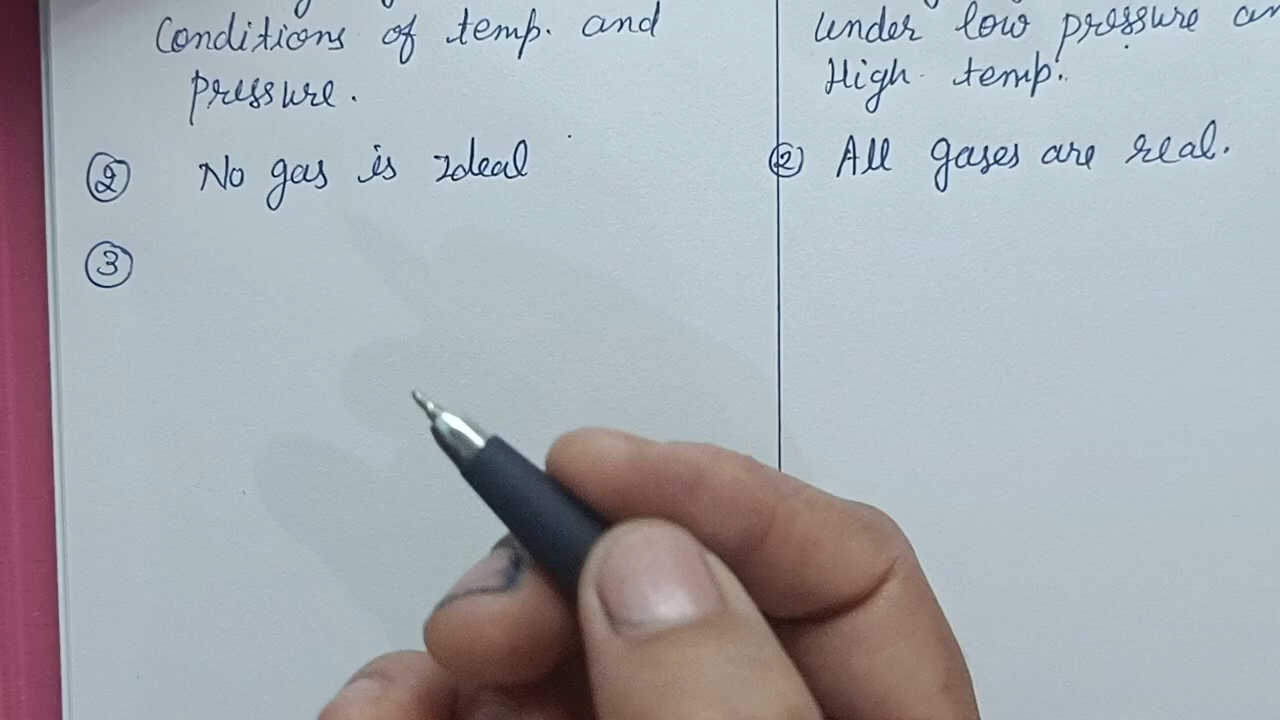 Conditions of temp. and
pressure.
② No gas is Ideal
③
under low pressure
High temp.
② All gases are real.